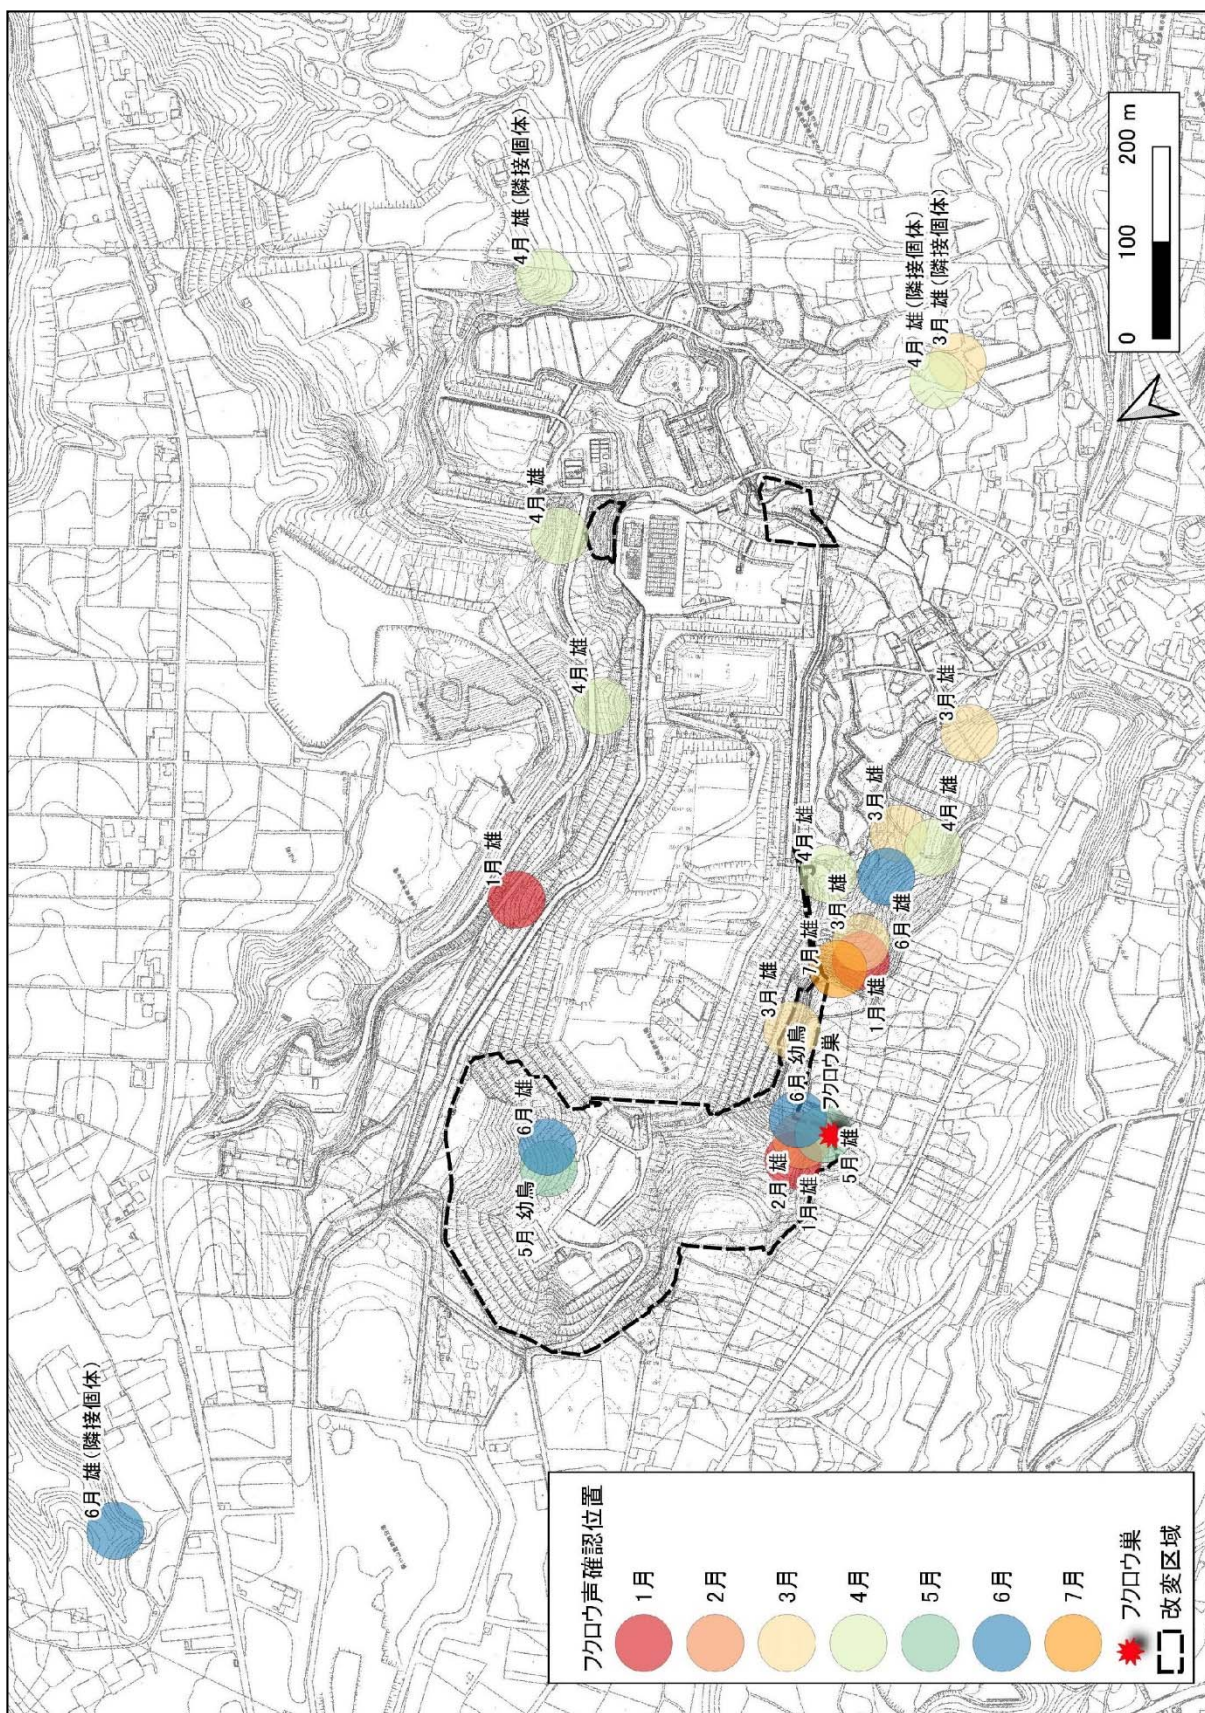 6月 雄(隣接個体)
4月 雄(隣接個体)
4月 雄
4月 雄
1月 雄
6月 雄
5月 幼鳥
4月 雄(隣接個体)
3月 雄(隣接個体)
3月 雄
3月 雄
4月 雄
4月 雄
3月 雄
7月 雄
6月 雄
1月 雄
3月 雄
6月 幼鳥
フクロウ巣
2月 雄
1月 雄
5月 雄
フクロウ声確認位置
1月
2月
3月
4月
5月
6月
7月
フクロウ巣
改変区域
0 100 200 m